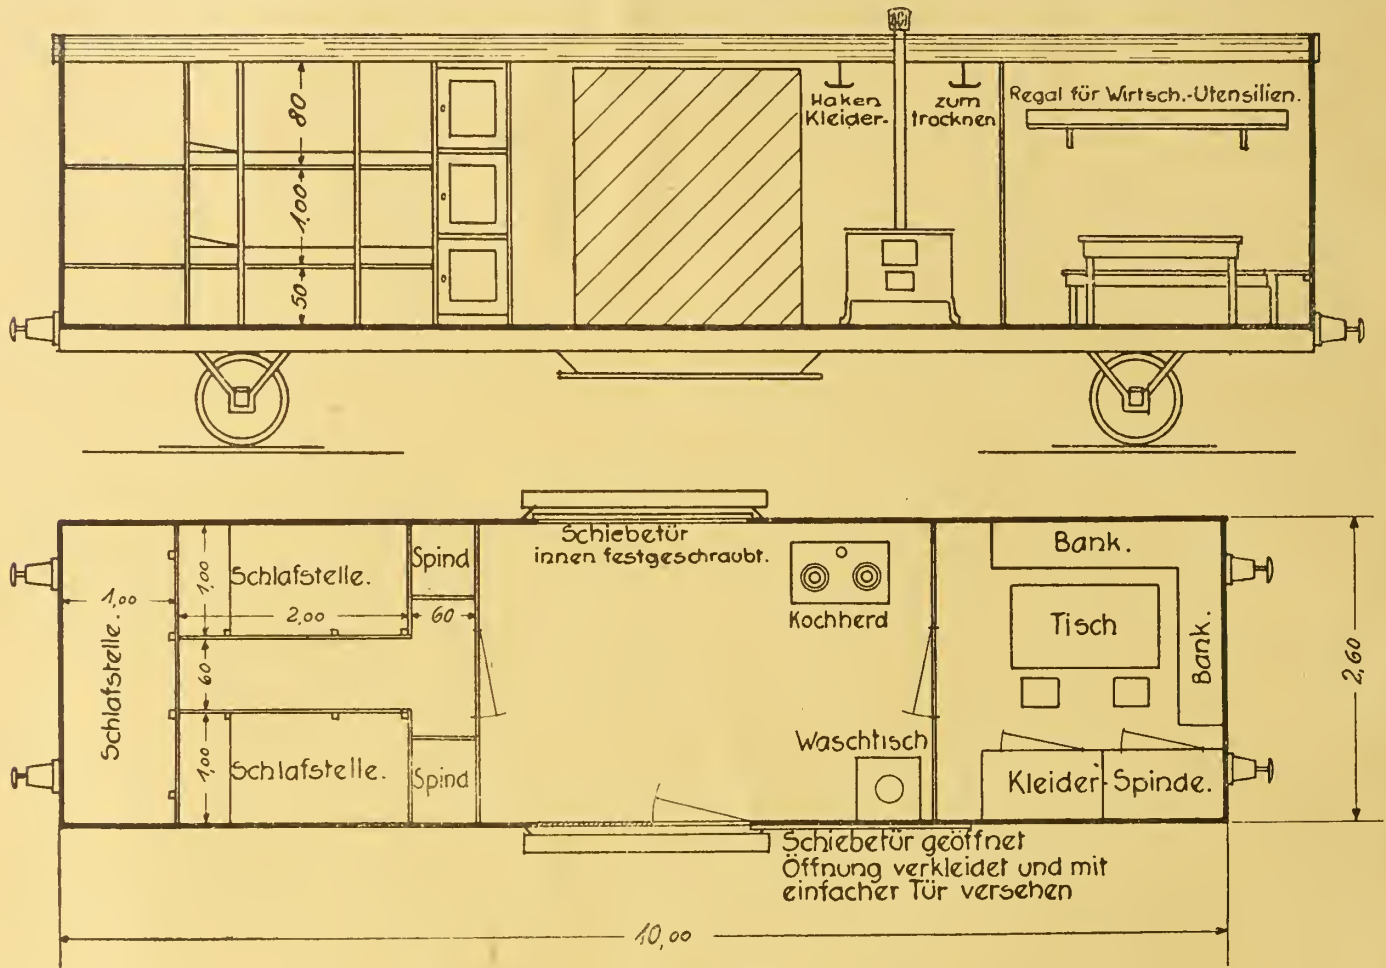 Haken zum
Kleider- trocknen
Regal für Wirtsch.-Utensilien.
80
1,00
50
Schiebetür
innen festgeschraubt.
Schlafstelle.
1,00
1,00
Schlafstelle.
2,00
Spind
60
60
1,00
Schlafstelle.
Spind
Kochherd
Waschtisch
Bank.
Tisch
Bank.
Kleider-Spinde.
2,60
Schiebetür geöffnet
Öffnung verkleidet und mit
einfacher Tür versehen
10,00